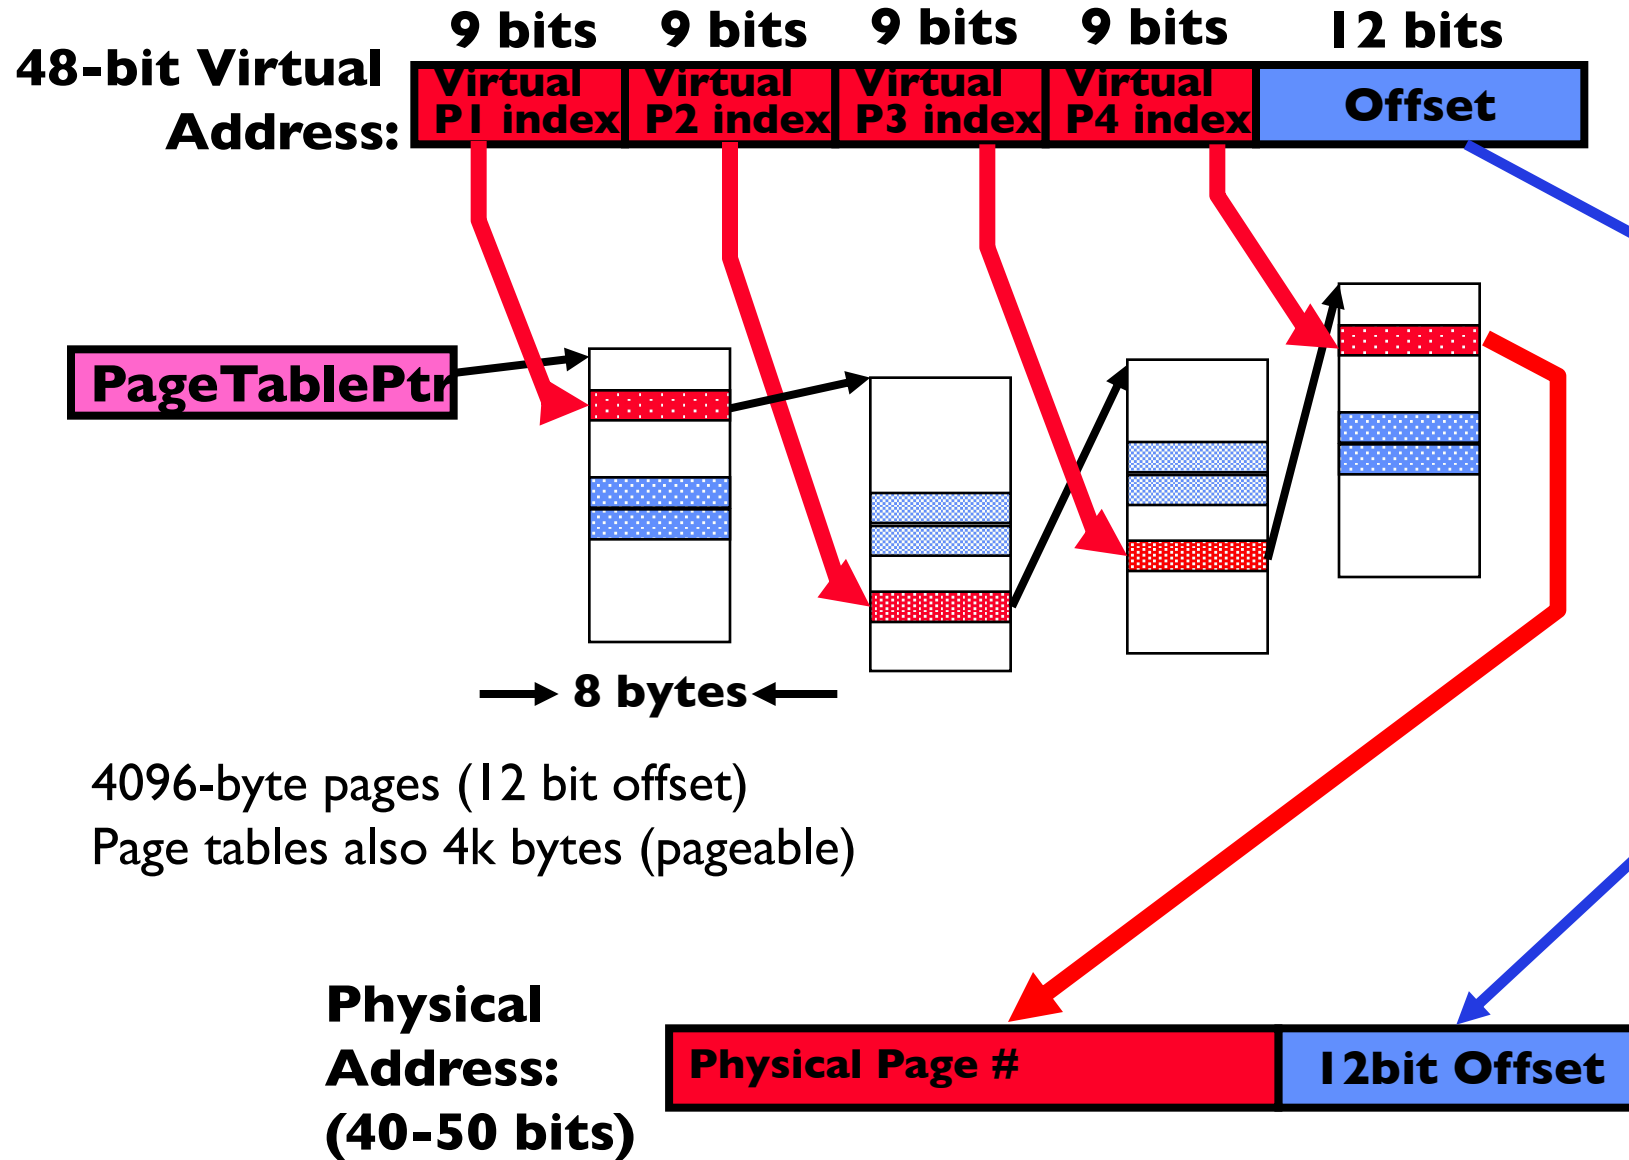 9 bits 9 bits 9 bits 9 bits 12 bits
48-bit Virtual
Address:
Virtual
P1 index
Virtual
P2 index
Virtual
P3 index
Virtual
P4 index
Offset
PageTablePtr
8 bytes
4096-byte pages (12 bit offset)
Page tables also 4k bytes (pageable)
Physical
Address:
(40-50 bits)
Physical Page #
12bit Offset